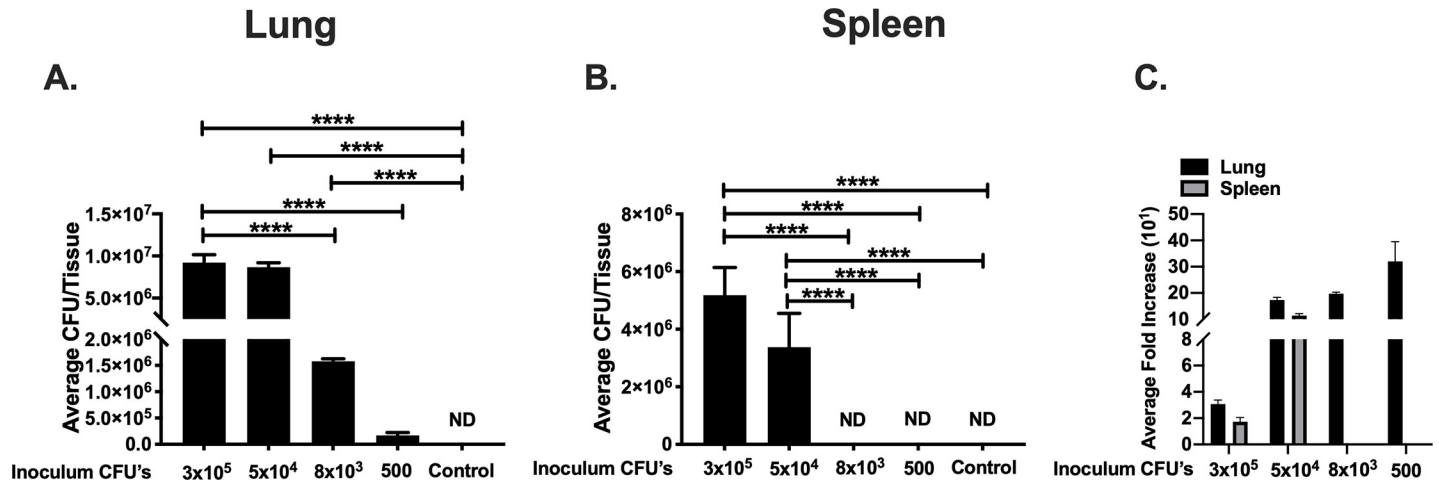 Lung
Spleen
A.
B.
C.
****
****
****
****
****
Average CFU/Tissue
1.5×10⁷
1.0×10⁷
5.0×10⁶
2.0×10⁶
1.5×10⁶
1.0×10⁶
5.0×10⁵
0.0
ND
Inoculum CFU's 3x10⁵ 5x10⁴ 8x10³ 500 Control
****
****
****
****
****
****
Average CFU/Tissue
8×10⁶
6×10⁶
4×10⁶
2×10⁶
0
ND ND ND
Inoculum CFU's 3x10⁵ 5x10⁴ 8x10³ 500 Control
Lung
Spleen
Average Fold Increase (10¹)
50
40
30
20
10
8
6
4
2
0
Inoculum CFU's 3x10⁵ 5x10⁴ 8x10³ 500